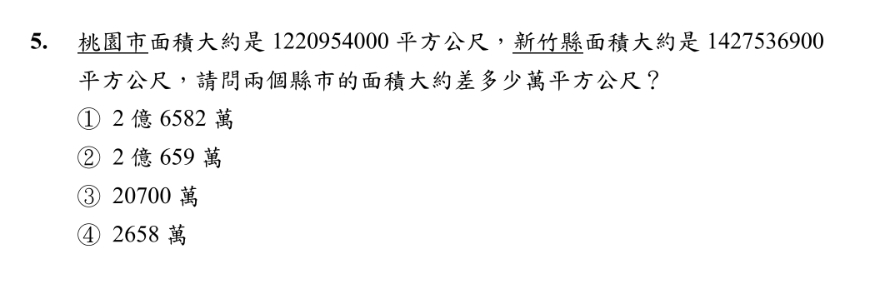 5. 桃園市面積大約是 1220954000 平方公尺，新竹縣面積大約是 1427536900
平方公尺，請問兩個縣市的面積大約差多少萬平方公尺？
① 2 億 6582 萬
② 2 億 659 萬
③ 20700 萬
④ 2658 萬